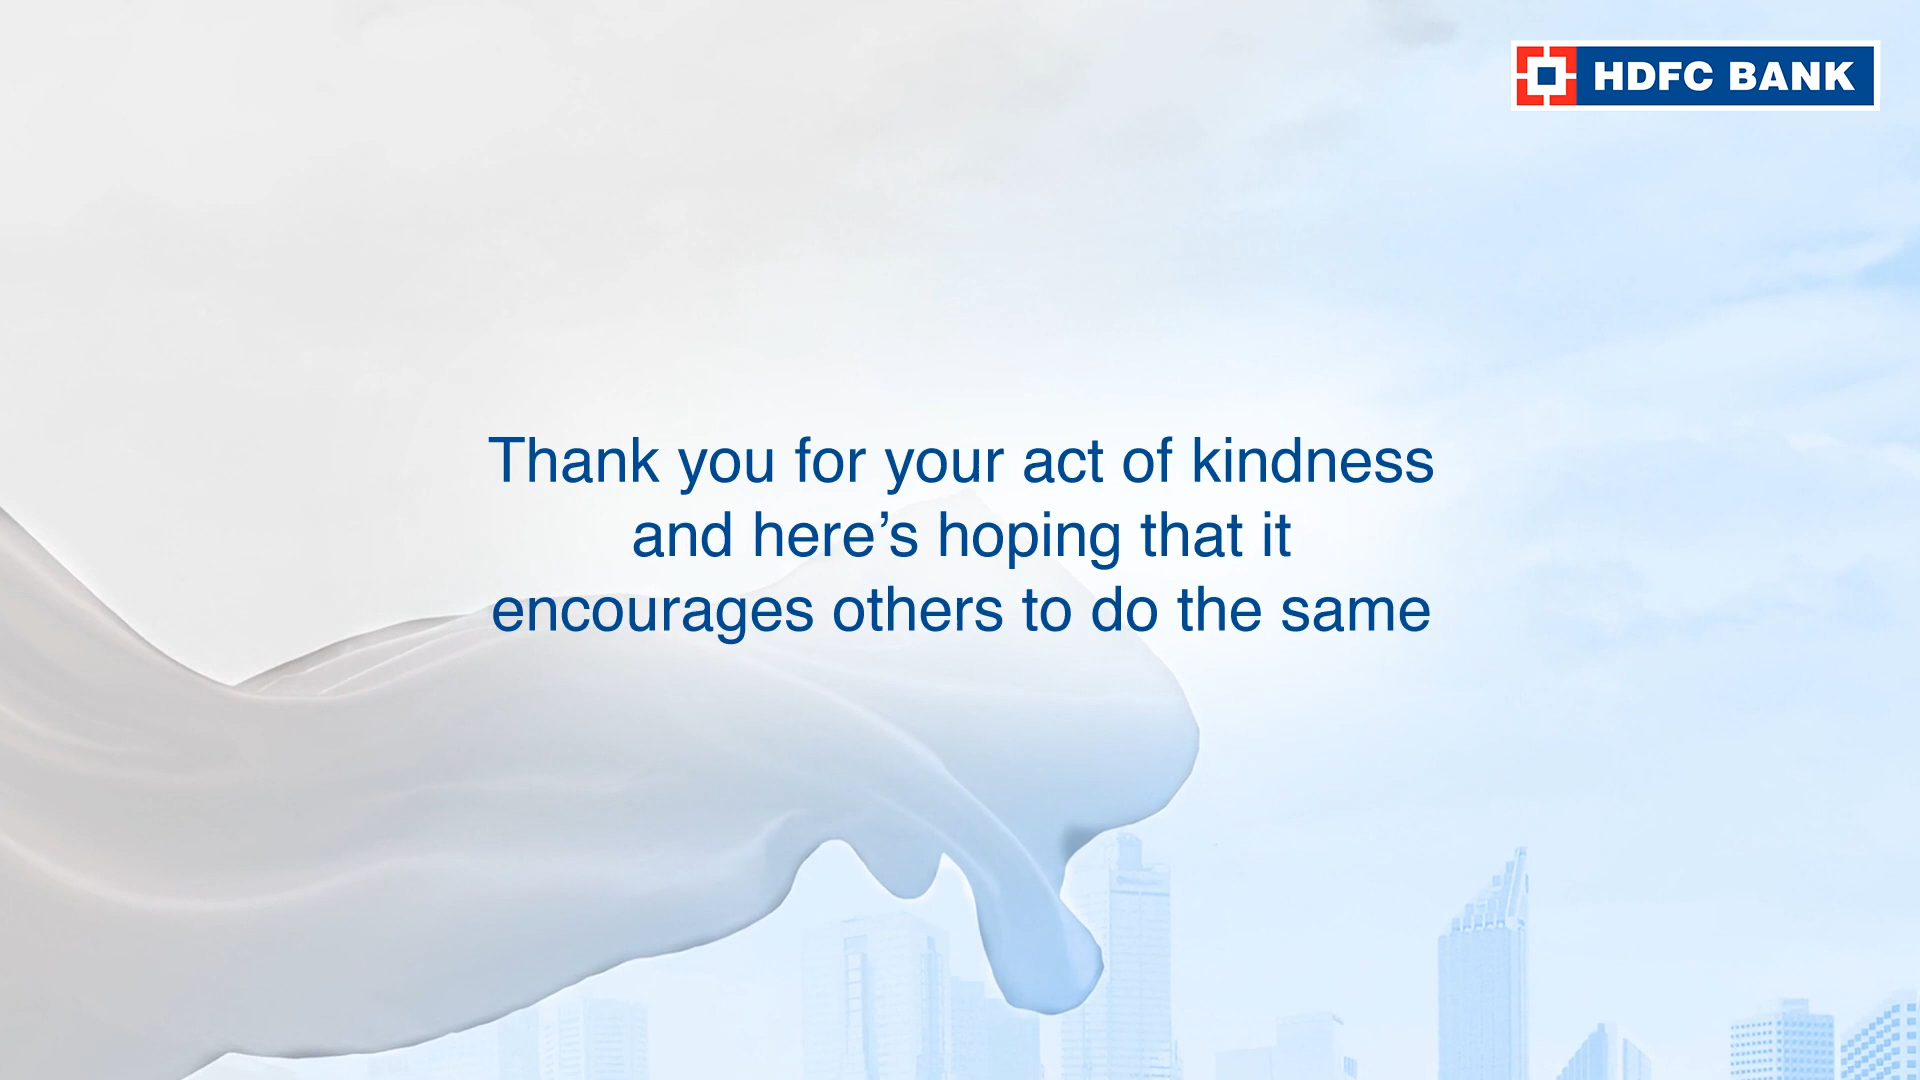 HDFC BANK
Thank you for your act of kindness
and here’s hoping that it
encourages others to do the same